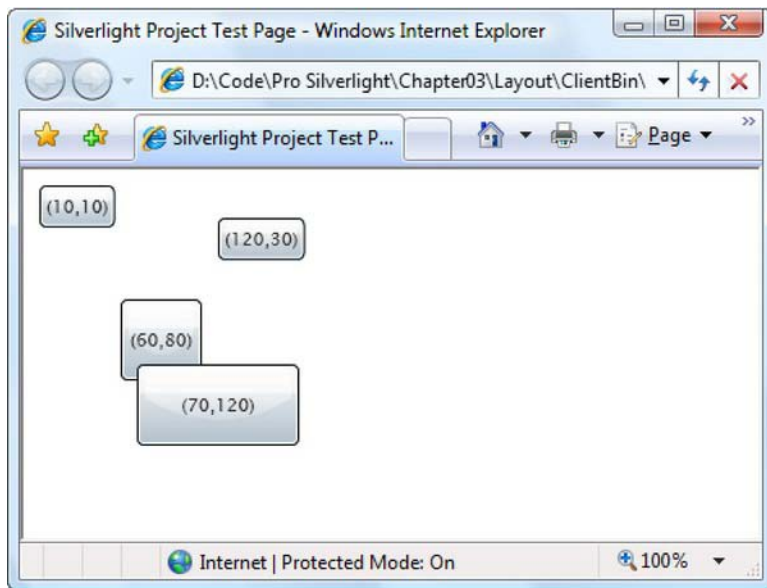 Silverlight Project Test Page - Windows Internet Explorer
D:\Code\Pro Silverlight\Chapter03\Layout\ClientBin\
Silverlight Project Test P...
Page
(10,10)
(120,30)
(60,80)
(70,120)
Internet | Protected Mode: On
100%